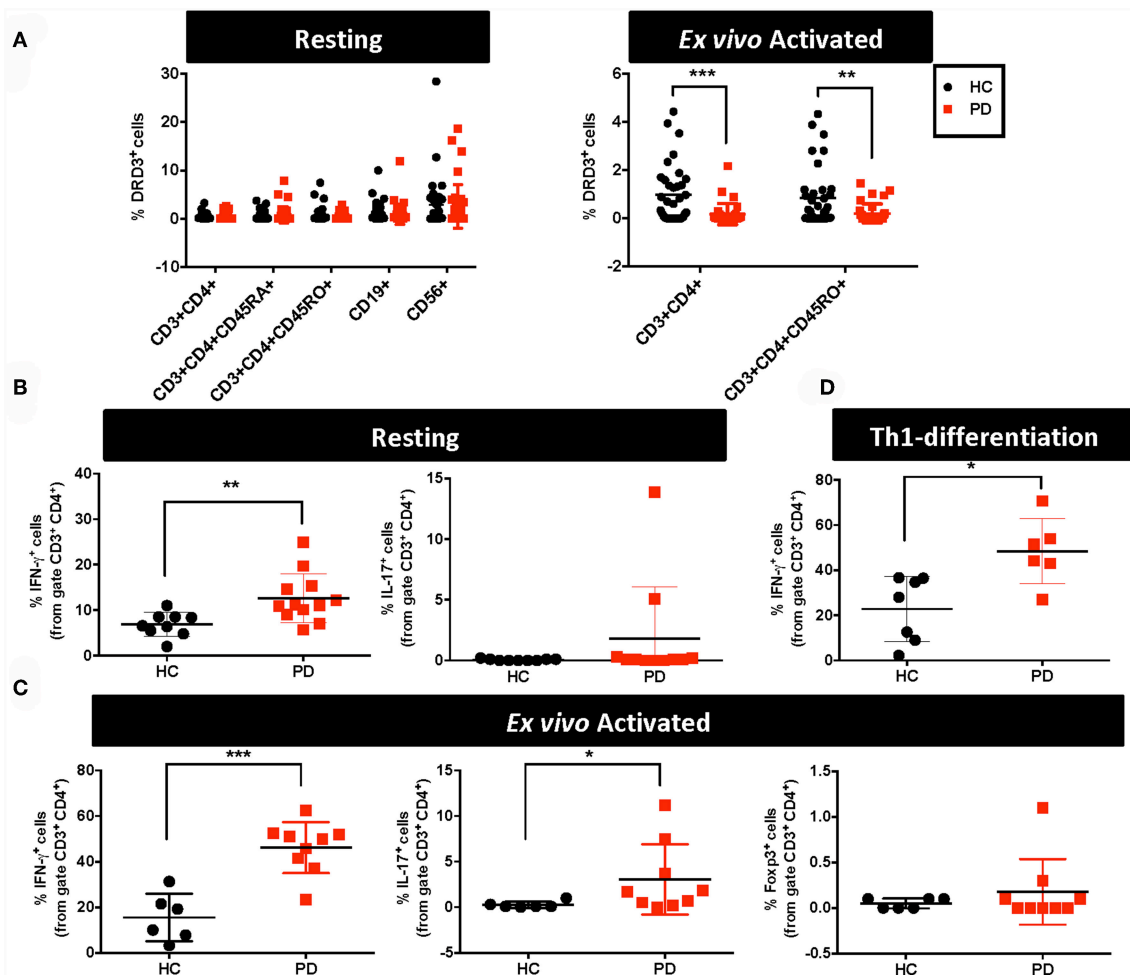 A
Resting
% DRD3+ cells
30
20
10
0
-10
CD3+CD4+
CD3+CD4+CD45RA+
CD3+CD4+CD45RO+
CD19+
CD56+
Ex vivo Activated
% DRD3+ cells
6
4
2
0
-2
***
**
CD3+CD4+
CD3+CD4+CD45RO+
HC
PD
B
Resting
% IFN-γ+ cells
(from gate CD3+ CD4+)
40
30
20
10
0
**
HC
PD
% IL-17+ cells
(from gate CD3+ CD4+)
15
10
5
0
HC
PD
D
Th1-differentiation
% IFN-γ+ cells
(from gate CD3+ CD4+)
80
60
40
20
0
*
HC
PD
C
Ex vivo Activated
% IFN-γ+ cells
(from gate CD3+ CD4+)
80
60
40
20
0
***
HC
PD
% IL-17+ cells
(from gate CD3+ CD4+)
15
10
5
0
-5
*
HC
PD
% Foxp3+ cells
(from gate CD3+ CD4+)
1.5
1.0
0.5
0.0
-0.5
HC
PD